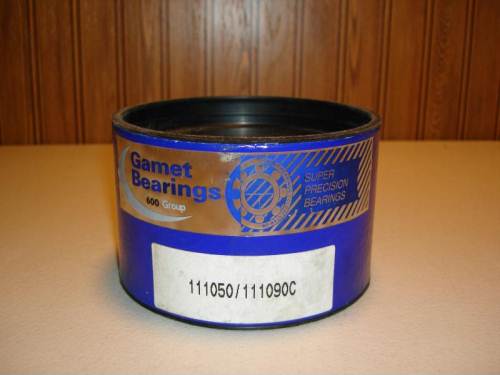 Gamet
Bearings
600 Group
SUPER
PRECISION
BEARINGS
111050/111090C